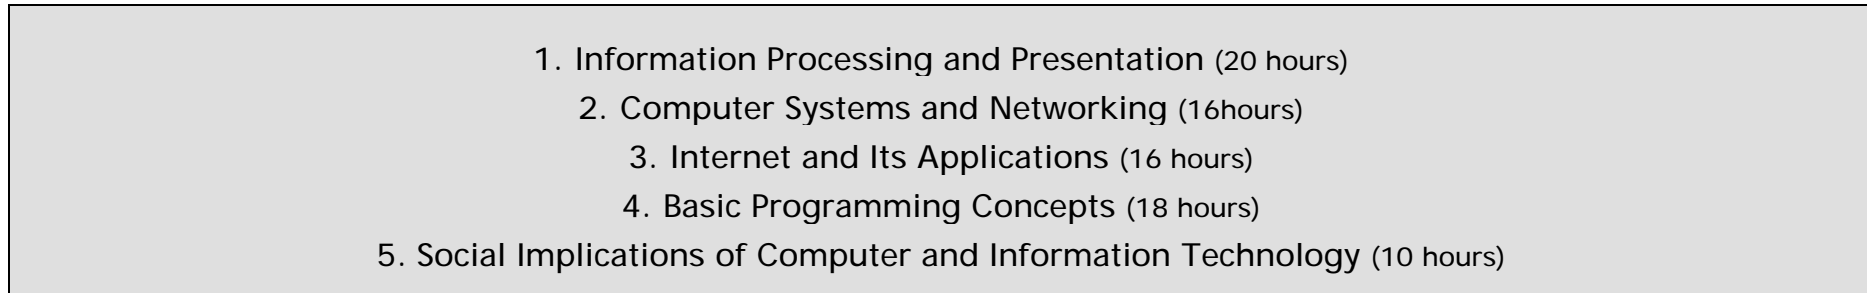 1. Information Processing and Presentation (20 hours)
2. Computer Systems and Networking (16hours)
3. Internet and Its Applications (16 hours)
4. Basic Programming Concepts (18 hours)
5. Social Implications of Computer and Information Technology (10 hours)